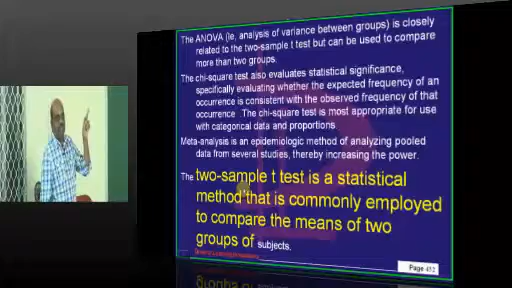 The ANOVA (ie, analysis of variance between groups) is closely
related to the two-sample t test but can be used to compare
more than two groups.
The chi-square test also evaluates statistical significance,
specifically evaluating whether the expected frequency of an
occurrence is consistent with the observed frequency of that
occurrence. The chi-square test is most appropriate for use
with categorical data and proportions.
Meta-analysis is an epidemiologic method of analyzing pooled
data from several studies, thereby increasing the power.
The two-sample t test is a statistical
method that is commonly employed
to compare the means of two
groups of subjects.
Page 432